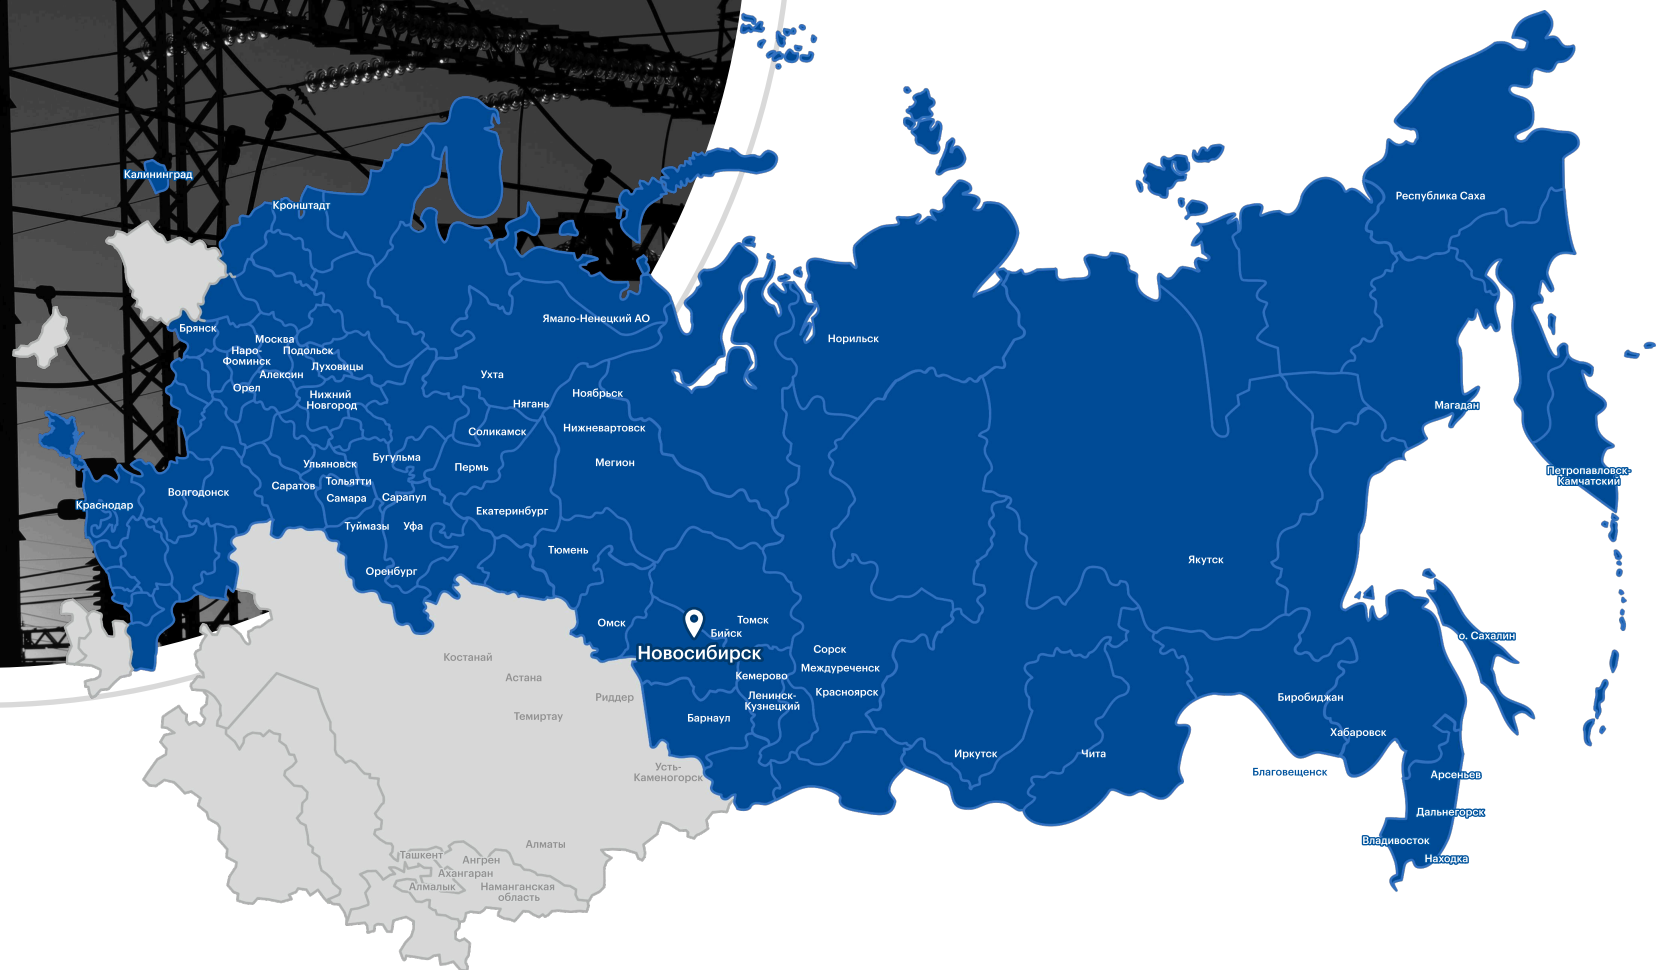 Калининград
Кронштадт
Республика Саха
Ямало-Ненецкий АО
Брянск
Москва
Норильск
Наро-
Фоминск
Подольск
Луховицы
Алексин
Орел
Ухта
Нижний
Новгород
Ноябрьск
Нягань
Магадан
Соликамск
Нижневартовск
Бугульма
Ульяновск
Пермь
Мегион
Петропавловск-
Камчатский
Тольятти
Саратов
Волгодонск
Самара
Сарапул
Краснодар
Екатеринбург
Туймазы
Уфа
Тюмень
Якутск
Оренбург
Омск
Томск
Бийск
о. Сахалин
Новосибирск
Сорск
Костанай
Междуреченск
Астана
Кемерово
Риддер
Ленинск-
Кузнецкий
Красноярск
Биробиджан
Темиртау
Барнаул
Хабаровск
Иркутск
Чита
Усть-
Каменогорск
Благовещенск
Арсеньев
Дальнегорск
Владивосток
Находка
Алматы
Ташкент
Ангрен
Ахангаран
Алмалык
Наманганская
область